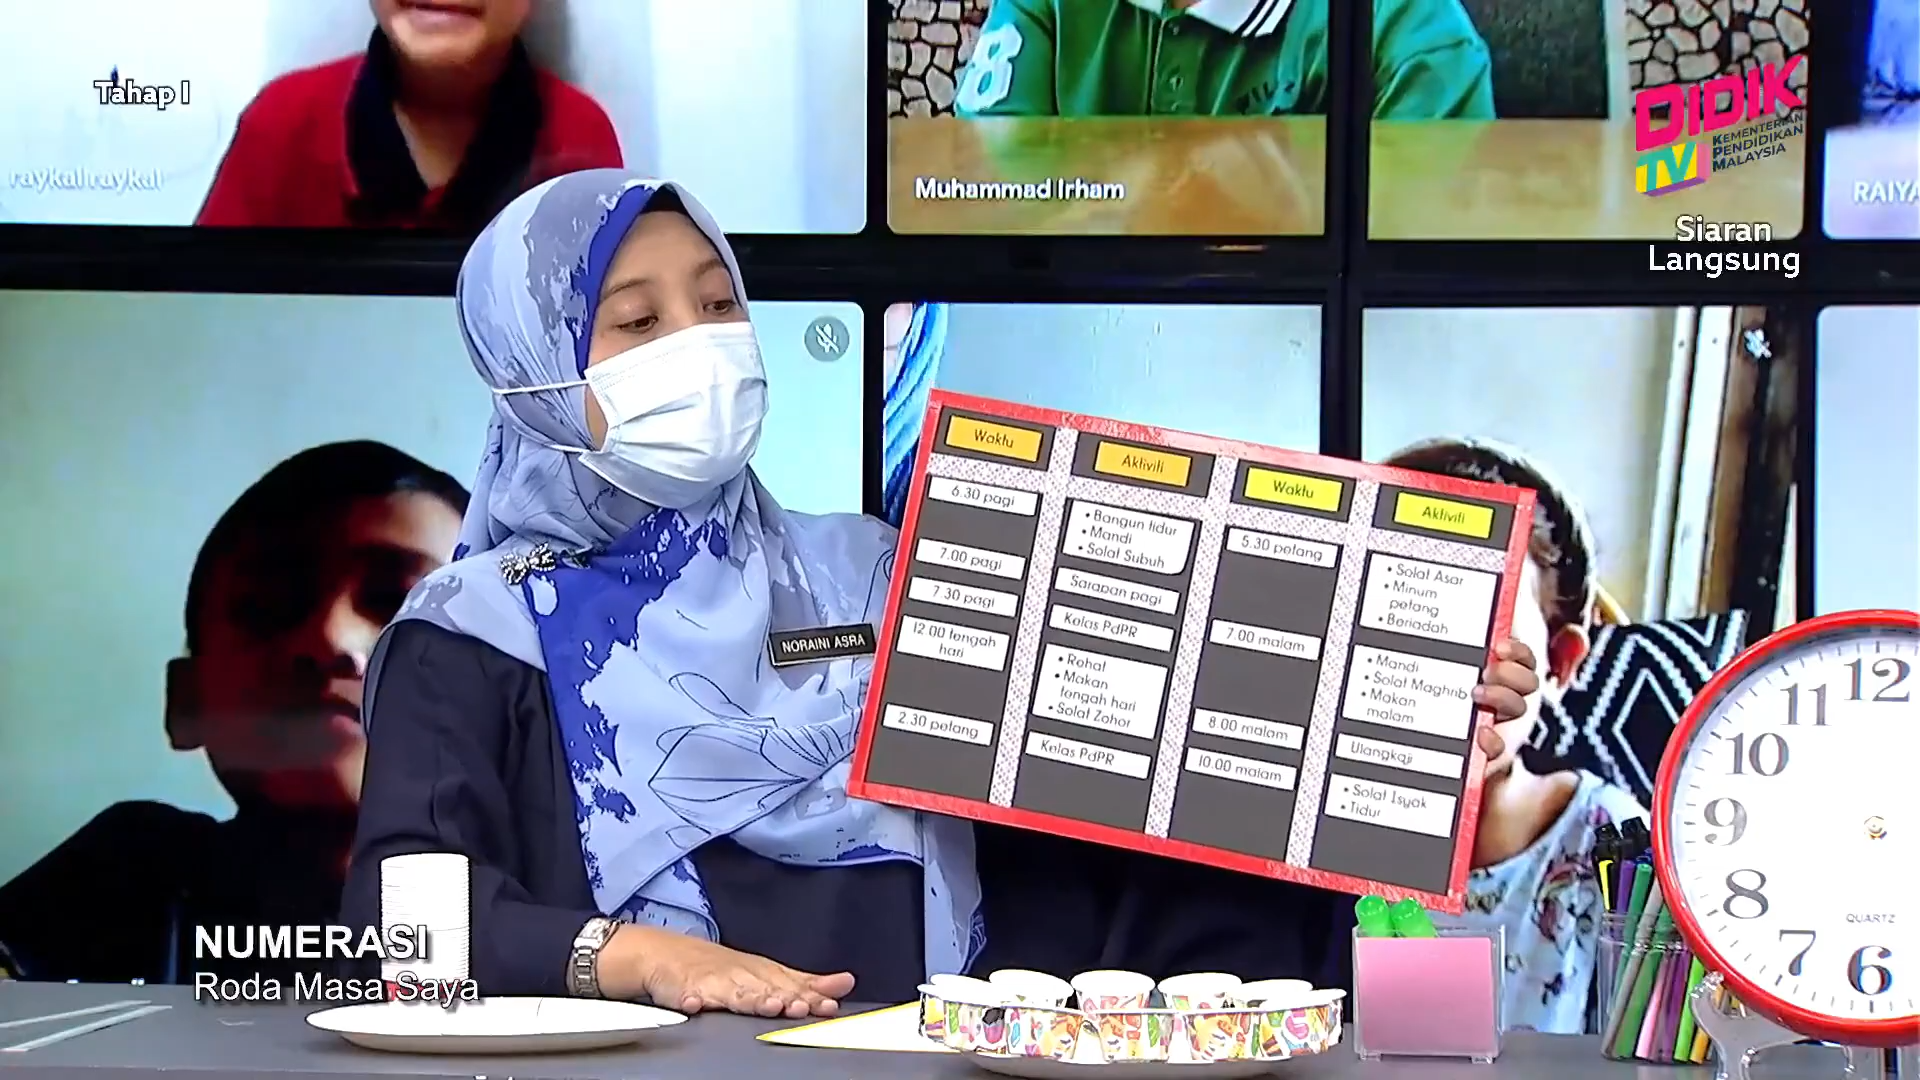 Tahap 1
raykal raykal
Muhammad Irham
DIDIK
TV
KEMENTERIAN
PENDIDIKAN
MALAYSIA
RAIYA
Siaran
Langsung
NORAINI ASRA
Waktu
Aktiviti
6.30 pagi
• Bangun tidur
• Mandi
• Solat Subuh
7.00 pagi
Sarapan pagi
7.30 pagi
Kelas PdPR
12.00 tengah
hari
• Rehat
• Makan
tengah hari
• Solat Zohor
2.30 petang
Kelas PdPR
Waktu
Aktiviti
5.30 petang
• Solat Asar
• Minum
petang
• Beriadah
7.00 malam
• Mandi
• Solat Maghrib
• Makan
malam
8.00 malam
Ulangkaji
10.00 malam
• Solat Isyak
• Tidur
12
11
10
9
8
7
6
QUARTZ
NUMERASI
Roda Masa Saya